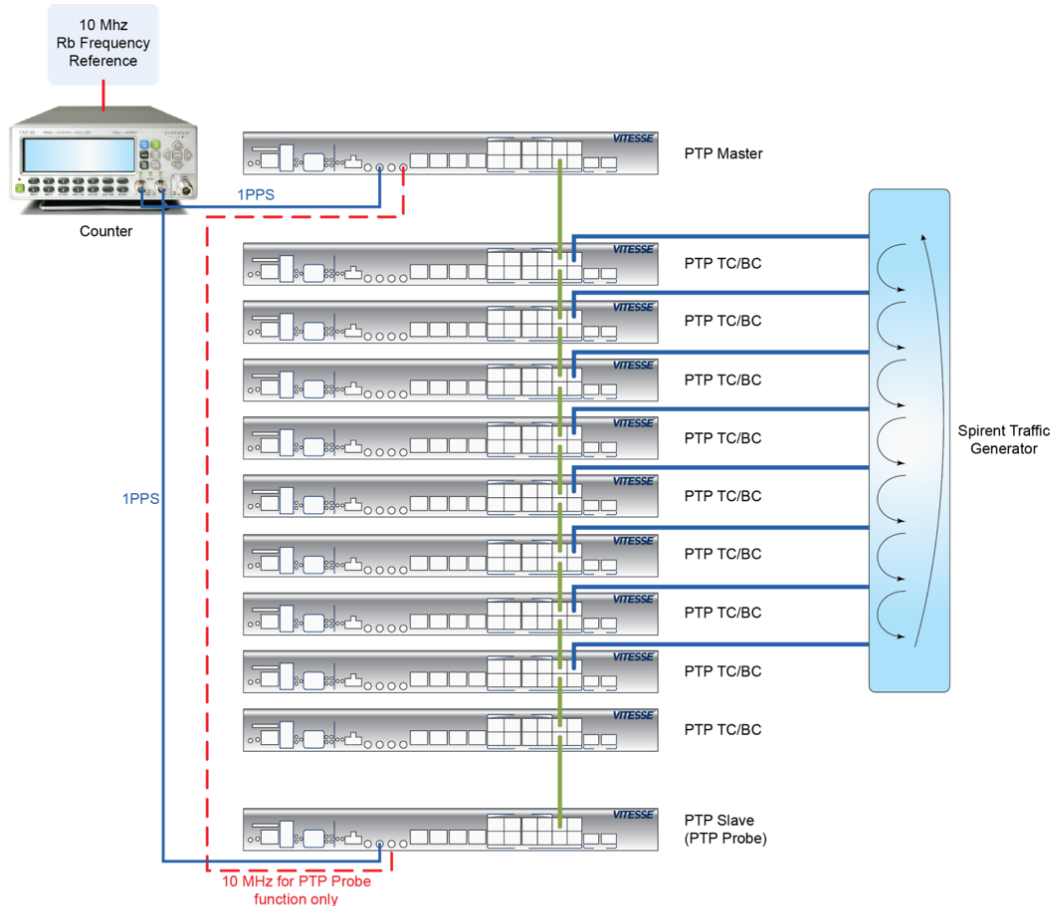 10 Mhz
Rb Frequency
Reference
VITESSE
PTP Master
1PPS
Counter
VITESSE
PTP TC/BC
VITESSE
PTP TC/BC
VITESSE
PTP TC/BC
VITESSE
PTP TC/BC
Spirent Traffic
Generator
VITESSE
PTP TC/BC
1PPS
VITESSE
PTP TC/BC
VITESSE
PTP TC/BC
VITESSE
PTP TC/BC
VITESSE
PTP TC/BC
VITESSE
PTP Slave
(PTP Probe)
10 MHz for PTP Probe
function only